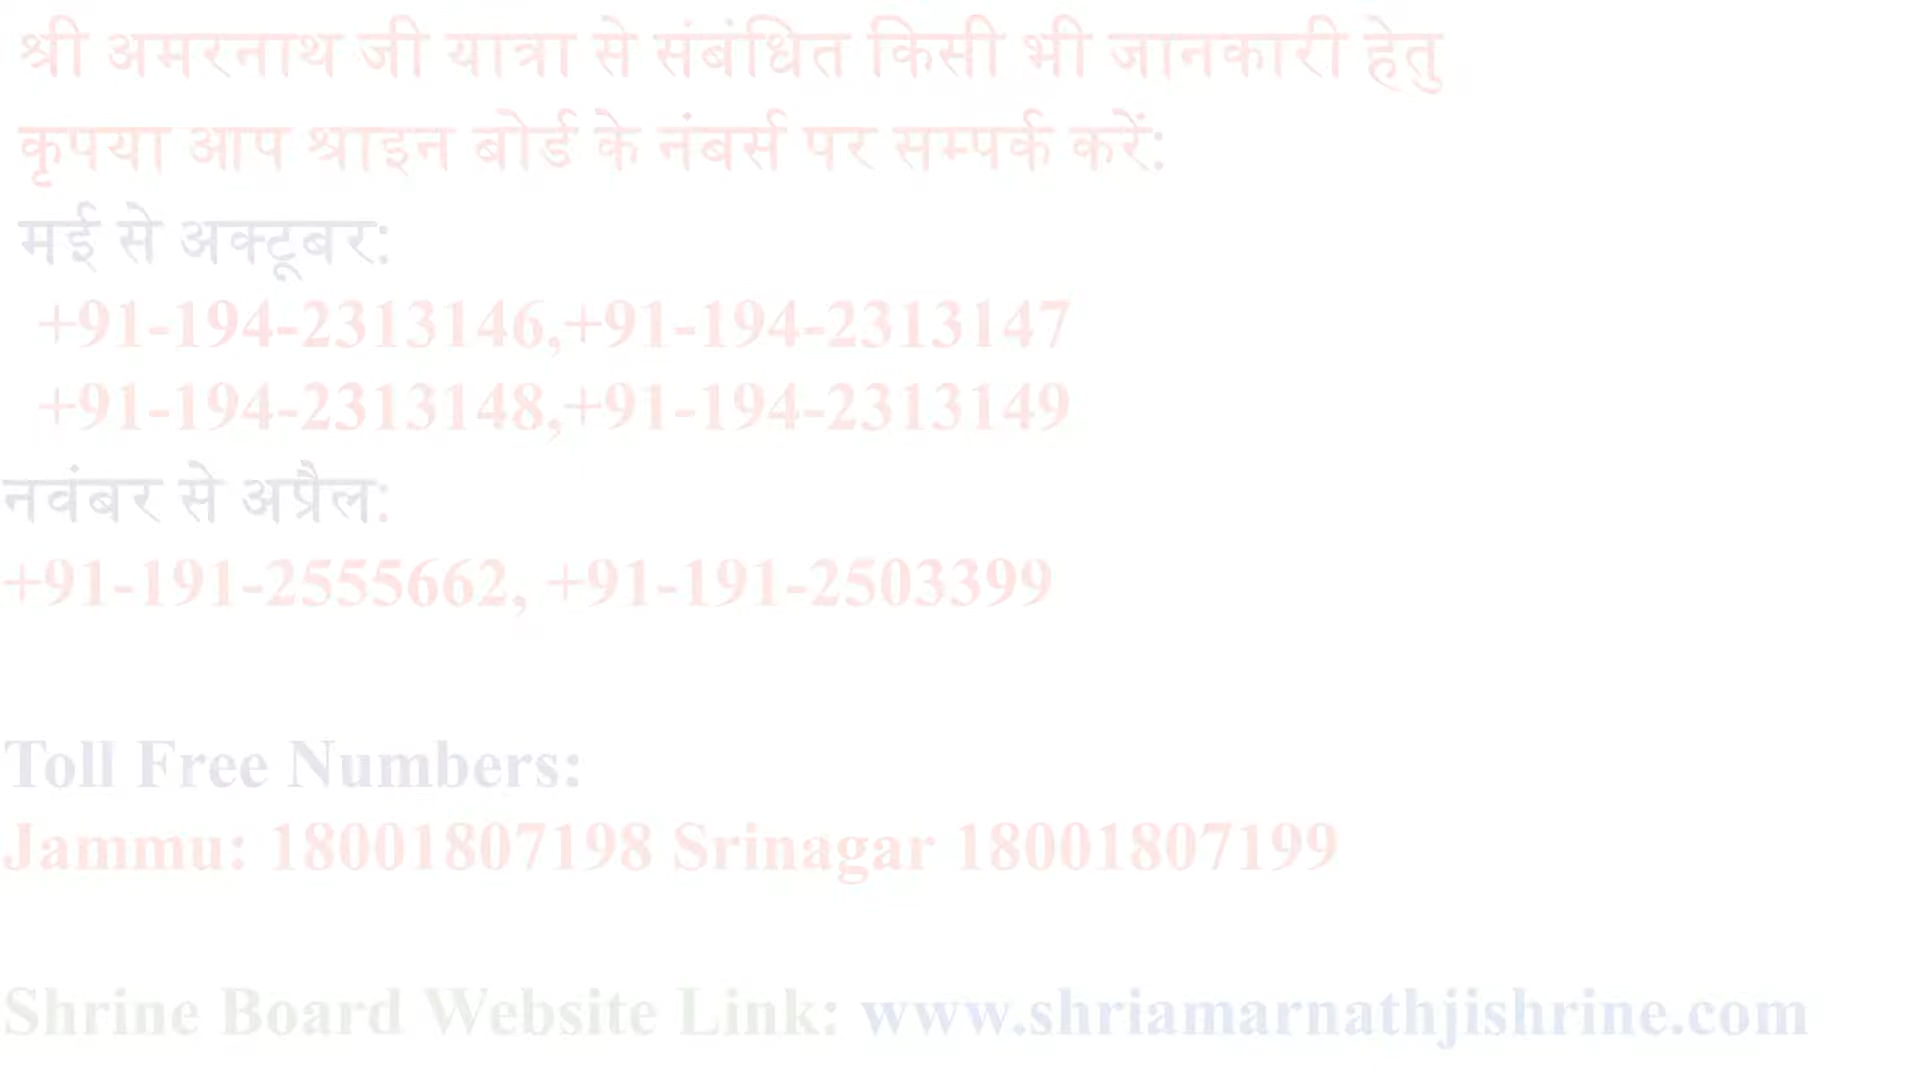 श्री अमरनाथ जी यात्रा से संबंधित किसी भी जानकारी हेतु
कृपया आप श्राइन बोर्ड के नंबर्स पर सम्पर्क करें:
मई से अक्टूबर:
+91-194-2313146,+91-194-2313147
+91-194-2313148,+91-194-2313149
नवंबर से अप्रैल:
+91-191-2555662, +91-191-2503399
Toll Free Numbers:
Jammu: 18001807198 Srinagar 18001807199
Shrine Board Website Link: www.shriamarnathjishrine.com